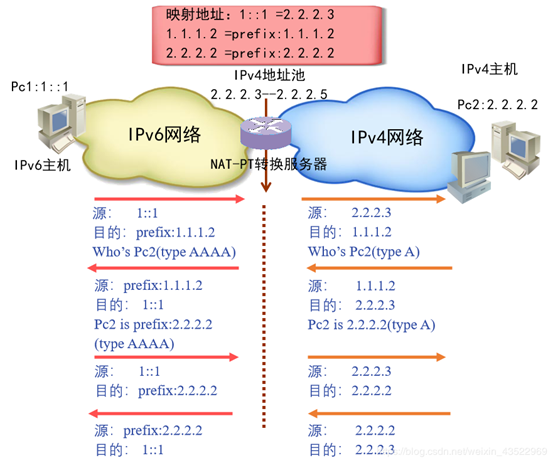 映射地址：1::1 =2.2.2.3
1.1.1.2 =prefix:1.1.1.2
2.2.2.2 =prefix:2.2.2.2
Pc1:1::1
IPv4地址池
2.2.2.3--2.2.2.5
IPv4主机
Pc2:2.2.2.2
IPv6网络
IPv4网络
IPv6主机
NAT-PT转换服务器
源： 1::1
目的：prefix:1.1.1.2
Who's Pc2(type AAAA)
源： 2.2.2.3
目的： 1.1.1.2
Who's Pc2(type A)
源：prefix:1.1.1.2
目的： 1::1
Pc2 is prefix:2.2.2.2
(type AAAA)
源： 1.1.1.2
目的： 2.2.2.3
Pc2 is 2.2.2.2(type A)
源： 1::1
目的：prefix:2.2.2.2
源： 2.2.2.3
目的： 2.2.2.2
源：prefix:2.2.2.2
目的： 1::1
源： 2.2.2.2
目的： 2.2.2.3